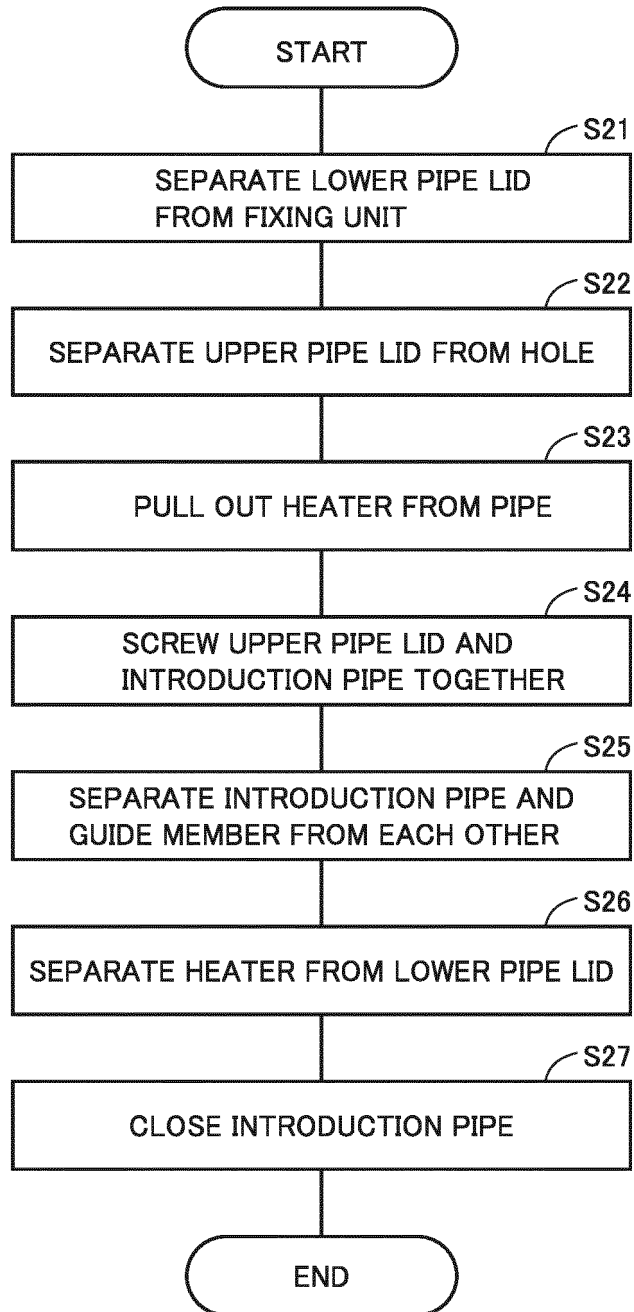 START
S21
SEPARATE LOWER PIPE LID
FROM FIXING UNIT
S22
SEPARATE UPPER PIPE LID FROM HOLE
S23
PULL OUT HEATER FROM PIPE
S24
SCREW UPPER PIPE LID AND
INTRODUCTION PIPE TOGETHER
S25
SEPARATE INTRODUCTION PIPE AND
GUIDE MEMBER FROM EACH OTHER
S26
SEPARATE HEATER FROM LOWER PIPE LID
S27
CLOSE INTRODUCTION PIPE
END